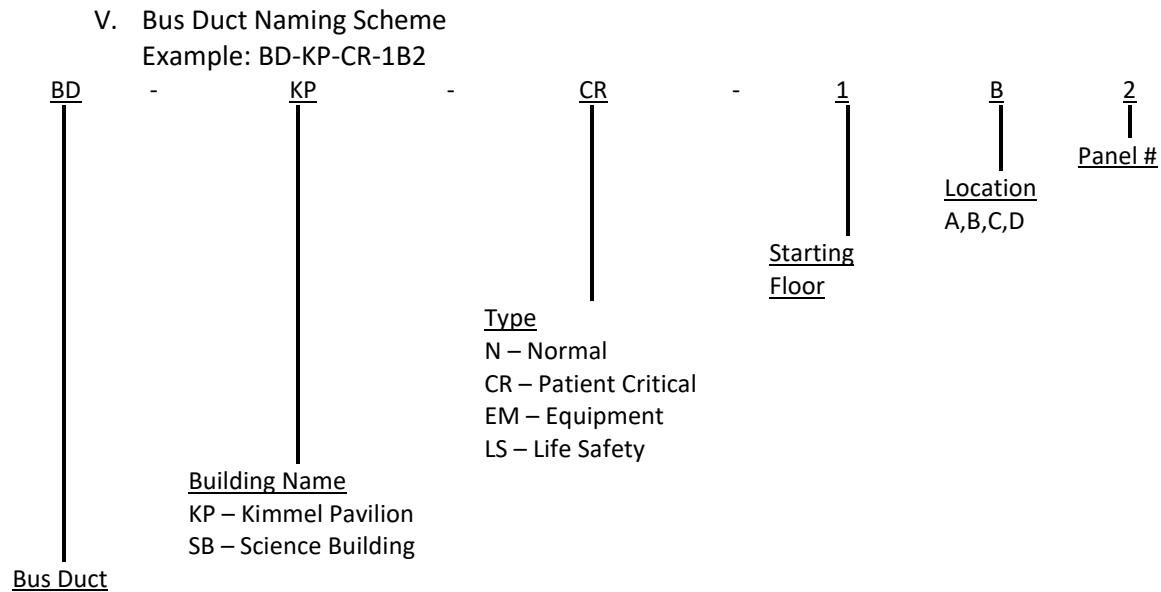 V. Bus Duct Naming Scheme
Example: BD-KP-CR-1B2
BD - KP - CR - 1 B 2
Panel #
Location
A,B,C,D
Starting
Floor
Type
N – Normal
CR – Patient Critical
EM – Equipment
LS – Life Safety
Building Name
KP – Kimmel Pavilion
SB – Science Building
Bus Duct